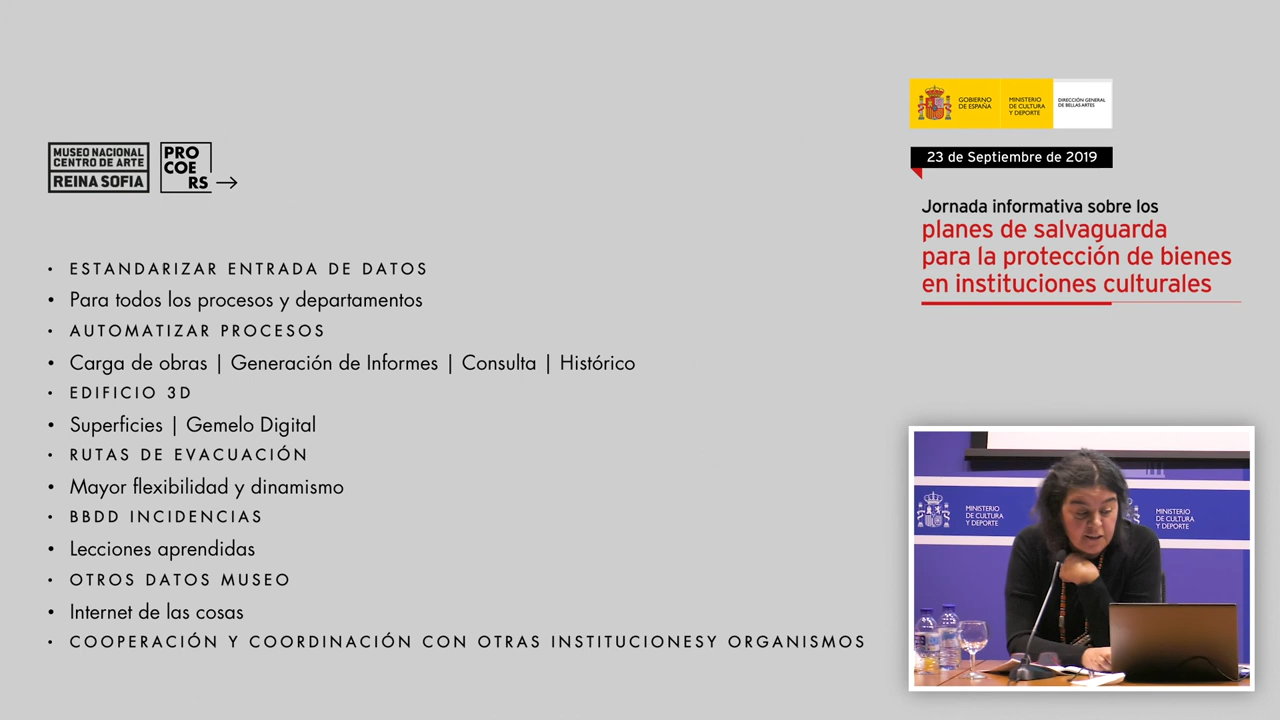 MUSEO NACIONAL
CENTRO DE ARTE
REINA SOFIA
PRO
COE
RS
• ESTANDARIZAR ENTRADA DE DATOS
• Para todos los procesos y departamentos
• AUTOMATIZAR PROCESOS
• Carga de obras | Generación de Informes | Consulta | Histórico
• EDIFICIO 3D
• Superficies | Gemelo Digital
• RUTAS DE EVACUACIÓN
• Mayor flexibilidad y dinamismo
• BBDD INCIDENCIAS
• Lecciones aprendidas
• OTROS DATOS MUSEO
• Internet de las cosas
• COOPERACIÓN Y COORDINACIÓN CON OTRAS INSTITUCIONESY ORGANISMOS
GOBIERNO
DE ESPAÑA
MINISTERIO
DE CULTURA
Y DEPORTE
DIRECCIÓN GENERAL
DE BELLAS ARTES
23 de Septiembre de 2019
Jornada informativa sobre los
planes de salvaguarda
para la protección de bienes
en instituciones culturales
MINISTERIO
DE CULTURA
Y DEPORTE
MINISTERIO
DE CULTURA
Y DEPORTE